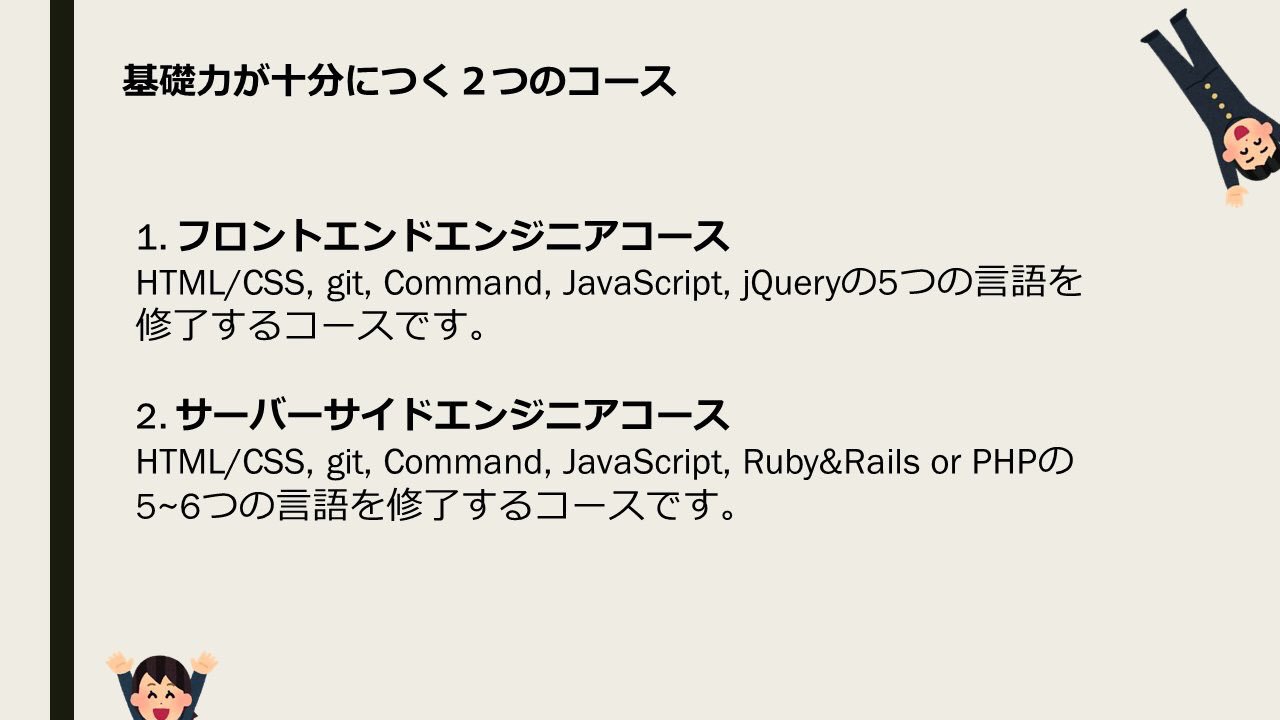 基礎力が十分につく２つのコース
1. フロントエンドエンジニアコース
HTML/CSS, git, Command, JavaScript, jQueryの5つの言語を
修了するコースです。
2. サーバーサイドエンジニアコース
HTML/CSS, git, Command, JavaScript, Ruby&Rails or PHPの
5~6つの言語を修了するコースです。